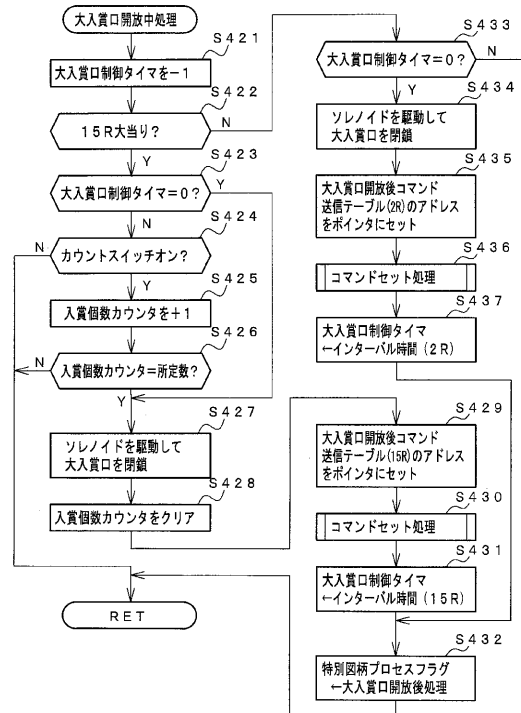 大入賞口開放中処理
S421
大入賞口制御タイマを－1
S422
15R大当り？
N
Y
S423
大入賞口制御タイマ＝0？
Y
N
S424
カウントスイッチオン？
N
Y
S425
入賞個数カウンタを＋1
S426
入賞個数カウンタ＝所定数？
N
Y
S427
ソレノイドを駆動して
大入賞口を閉鎖
S428
入賞個数カウンタをクリア
RET
S433
大入賞口制御タイマ＝0？
N
Y
S434
ソレノイドを駆動して
大入賞口を閉鎖
S435
大入賞口開放後コマンド
送信テーブル(2R)のアドレス
をポインタにセット
S436
コマンドセット処理
S437
大入賞口制御タイマ
←インターバル時間（2R）
S429
大入賞口開放後コマンド
送信テーブル(15R)のアドレス
をポインタにセット
S430
コマンドセット処理
S431
大入賞口制御タイマ
←インターバル時間（15R）
S432
特別図柄プロセスフラグ
←大入賞口開放後処理